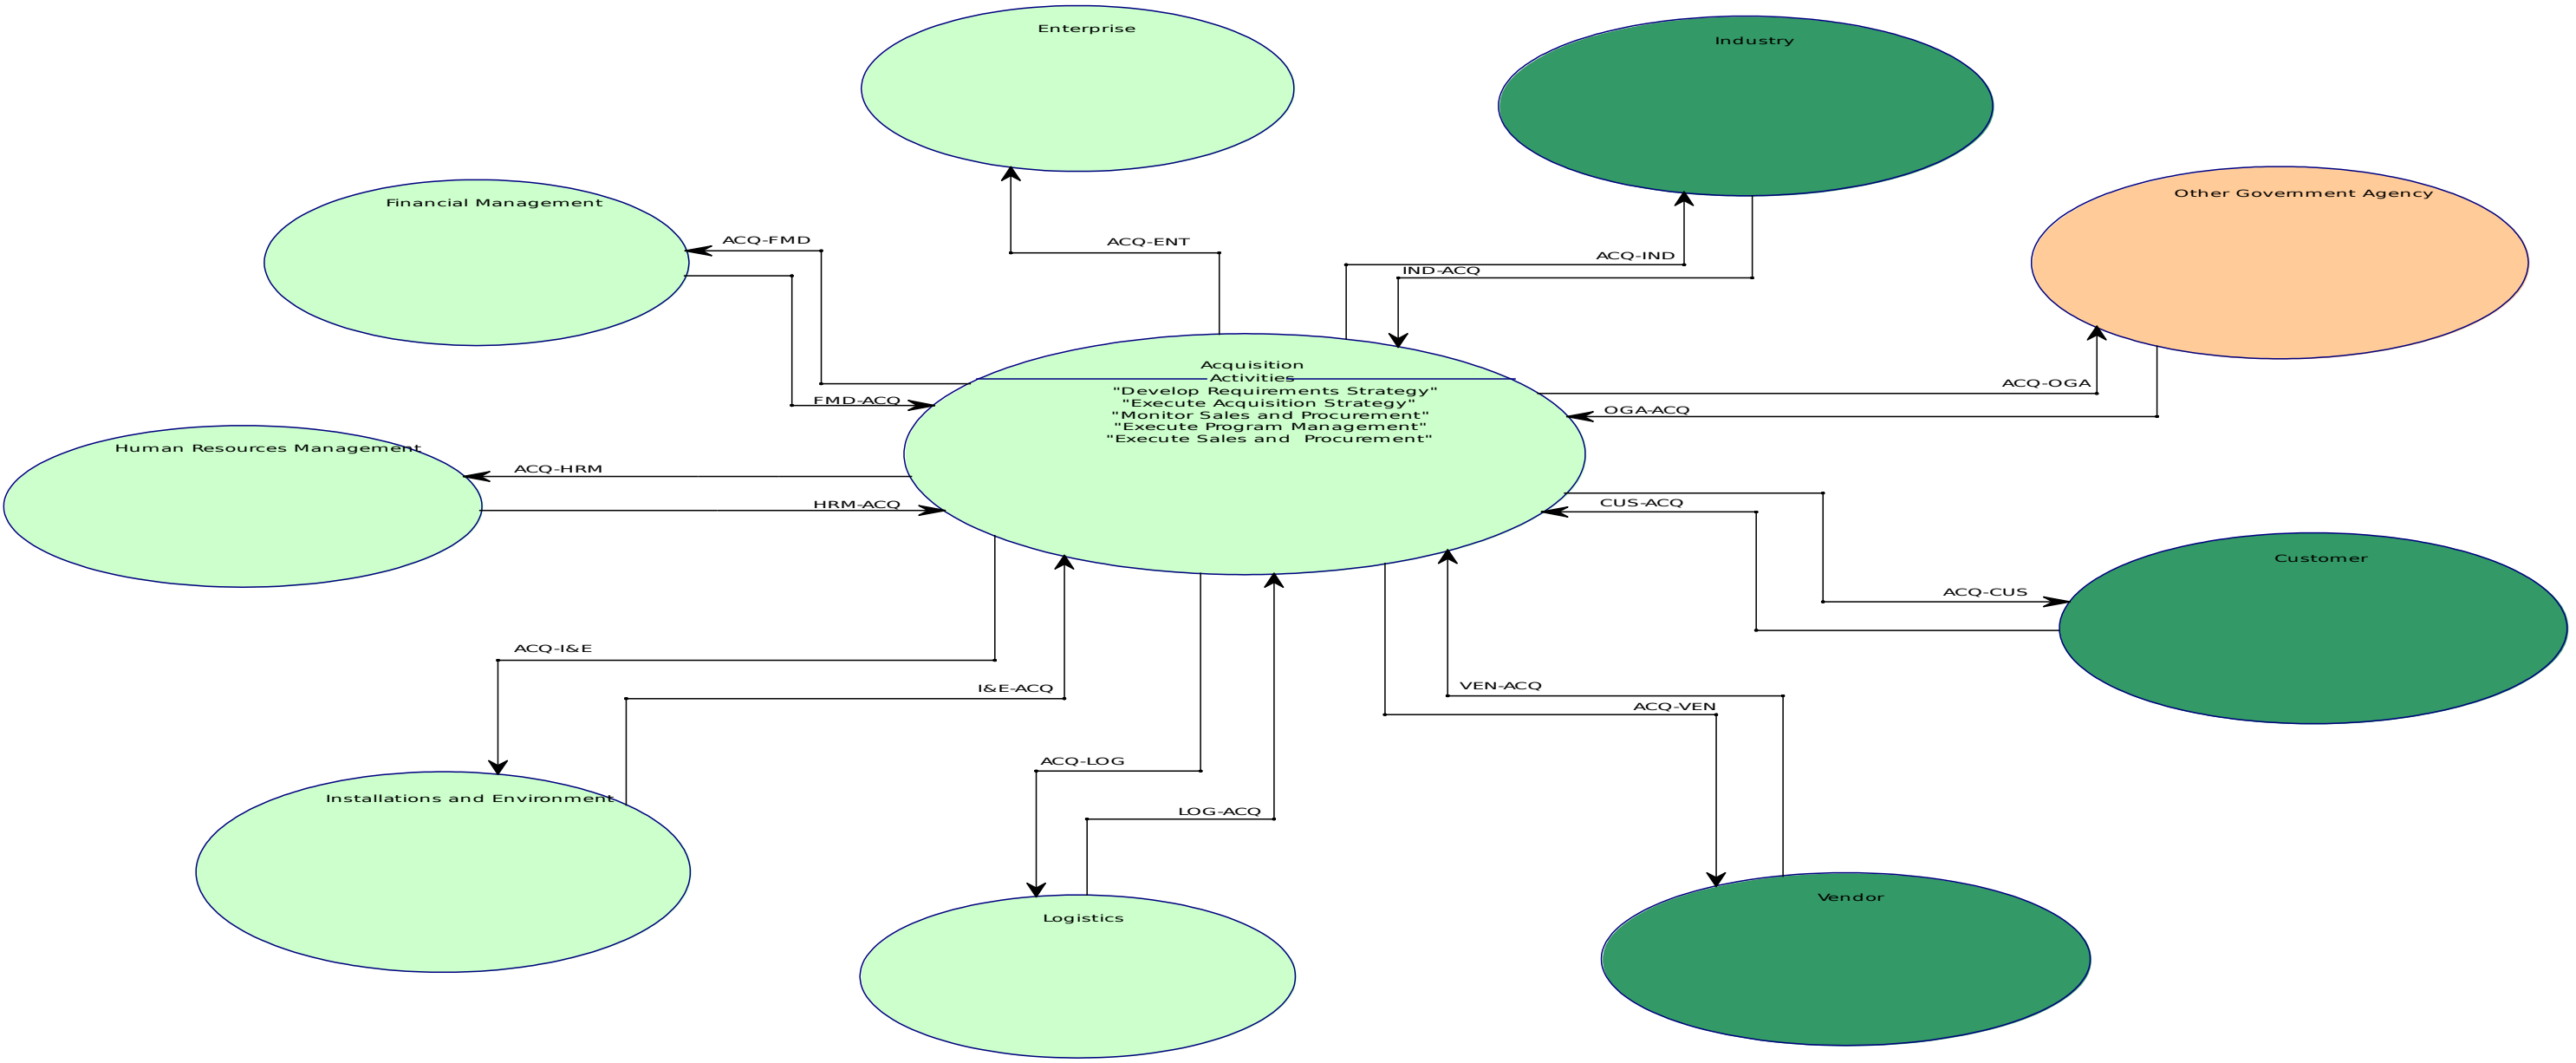 Enterprise
Industry
Other Government Agency
Financial Management
ACQ-FMD
ACQ-ENT
ACQ-IND
IND-ACQ
Acquisition
Activities
"Develop Requirements Strategy"
"Execute Acquisition Strategy"
"Monitor Sales and Procurement"
"Execute Program Management"
"Execute Sales and  Procurement"
ACQ-OGA
OGA-ACQ
FMD-ACQ
Human Resources Management
ACQ-HRM
HRM-ACQ
CUS-ACQ
Customer
ACQ-CUS
ACQ-I&E
I&E-ACQ
VEN-ACQ
ACQ-VEN
ACQ-LOG
LOG-ACQ
Installations and Environment
Logistics
Vendor